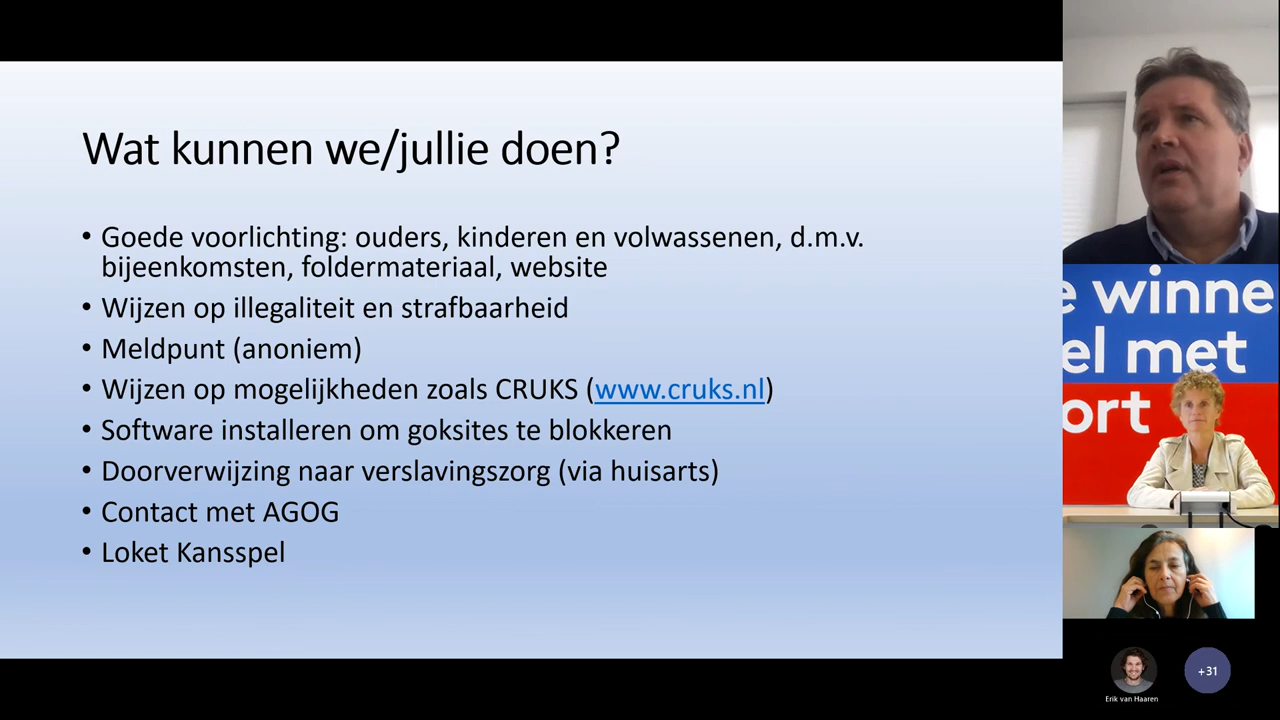 Wat kunnen we/jullie doen?
• Goede voorlichting: ouders, kinderen en volwassenen, d.m.v.
bijeenkomsten, foldermateriaal, website
• Wijzen op illegaliteit en strafbaarheid
• Meldpunt (anoniem)
• Wijzen op mogelijkheden zoals CRUKS (www.cruks.nl)
• Software installeren om goksites te blokkeren
• Doorverwijzing naar verslavingszorg (via huisarts)
• Contact met AGOG
• Loket Kansspel
e winne
el met
ort
Erik van Haaren
+31